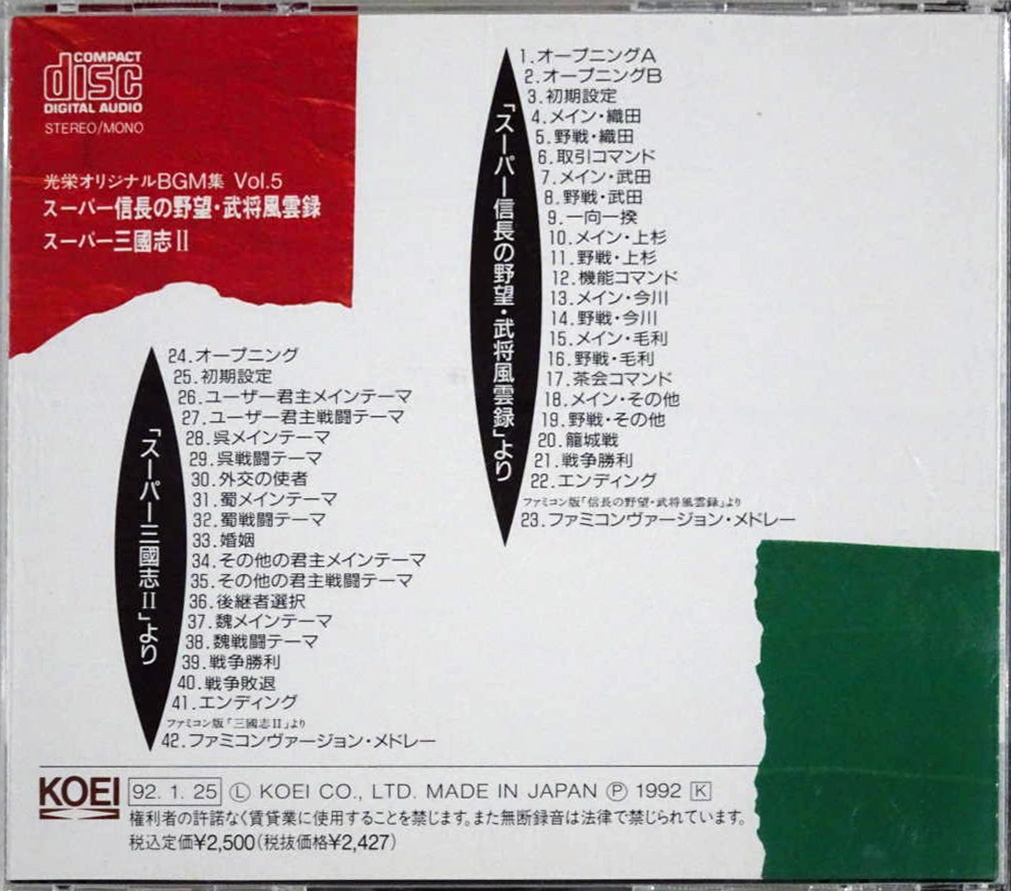 COMPACT
disc
DIGITAL AUDIO
STEREO/MONO
光栄オリジナルBGM集 Vol.5
スーパー信長の野望・武将風雲録
スーパー三國志II
「スーパー信長の野望・武将風雲録」より
1.オープニングA
2.オープニングB
3.初期設定
4.メイン・織田
5.野戦・織田
6.取引コマンド
7.メイン・武田
8.野戦・武田
9.一向一揆
10.メイン・上杉
11.野戦・上杉
12.機能コマンド
13.メイン・今川
14.野戦・今川
15.メイン・毛利
16.野戦・毛利
17.茶会コマンド
18.メイン・その他
19.野戦・その他
20.籠城戦
21.戦争勝利
22.エンディング
ファミコン版「信長の野望・武将風雲録」より
23.ファミコンヴァージョン・メドレー
「スーパー三國志II」より
24.オープニング
25.初期設定
26.ユーザー君主メインテーマ
27.ユーザー君主戦闘テーマ
28.呉メインテーマ
29.呉戦闘テーマ
30.外交の使者
31.蜀メインテーマ
32.蜀戦闘テーマ
33.婚姻
34.その他の君主メインテーマ
35.その他の君主戦闘テーマ
36.後継者選択
37.魏メインテーマ
38.魏戦闘テーマ
39.戦争勝利
40.戦争敗退
41.エンディング
ファミコン版「三國志II」より
42.ファミコンヴァージョン・メドレー
KOEI 92.1.25 Ⓛ KOEI CO., LTD. MADE IN JAPAN Ⓟ 1992 K
権利者の許諾なく賃貸業に使用することを禁じます。また無断録音は法律で禁じられています。
税込定価¥2,500(税抜価格¥2,427)